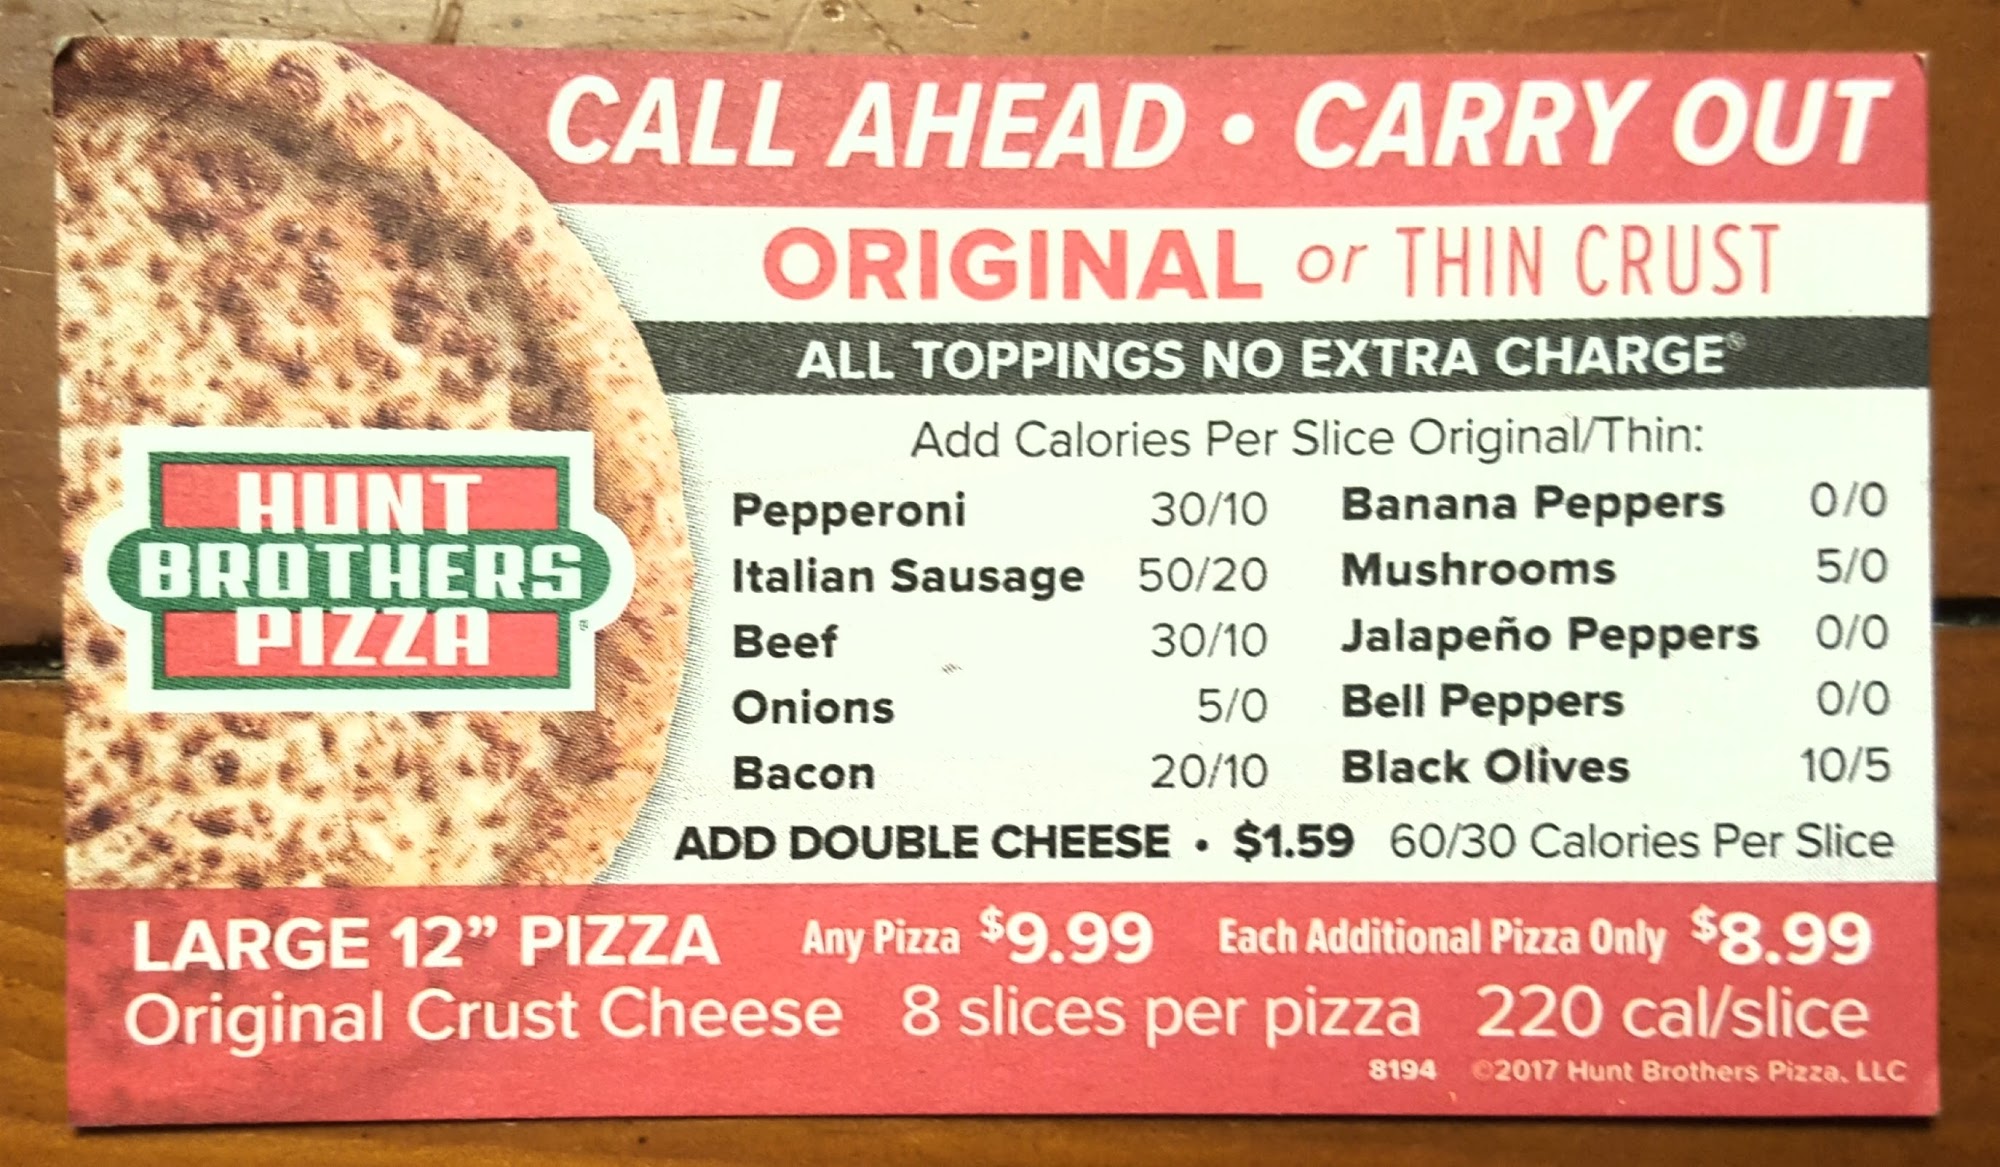 CALL AHEAD • CARRY OUT
ORIGINAL or THIN CRUST
ALL TOPPINGS NO EXTRA CHARGE®
Add Calories Per Slice Original/Thin:
Pepperoni 30/10
Italian Sausage 50/20
Beef 30/10
Onions 5/0
Bacon 20/10
Banana Peppers 0/0
Mushrooms 5/0
Jalapeño Peppers 0/0
Bell Peppers 0/0
Black Olives 10/5
ADD DOUBLE CHEESE • $1.59 60/30 Calories Per Slice
HUNT
BROTHERS
PIZZA®
LARGE 12” PIZZA Any Pizza $9.99 Each Additional Pizza Only $8.99
Original Crust Cheese 8 slices per pizza 220 cal/slice
8194 ©2017 Hunt Brothers Pizza, LLC